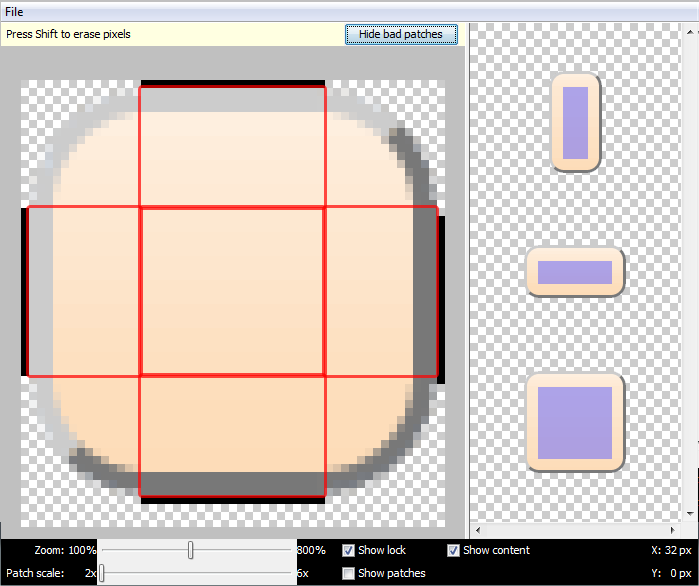 File
Press Shift to erase pixels
Hide bad patches
Zoom: 100% 800% Show lock Show content X: 32 px
Patch scale: 2x 6x Show patches Y: 0 px